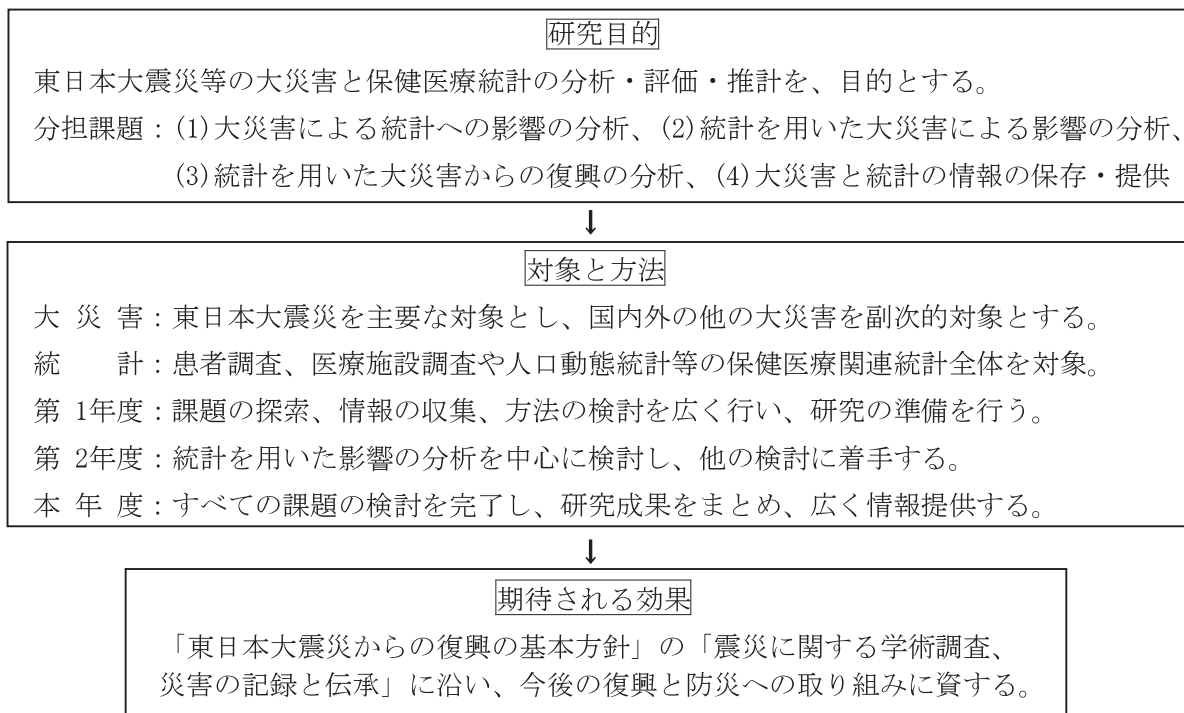 研究目的
東日本大震災等の大災害と保健医療統計の分析・評価・推計を、目的とする。
分担課題：(1)大災害による統計への影響の分析、(2)統計を用いた大災害による影響の分析、
(3)統計を用いた大災害からの復興の分析、(4)大災害と統計の情報の保存・提供
↓
対象と方法
大 災 害：東日本大震災を主要な対象とし、国内外の他の大災害を副次的対象とする。
統　　計：患者調査、医療施設調査や人口動態統計等の保健医療関連統計全体を対象。
第 1年度：課題の探索、情報の収集、方法の検討を広く行い、研究の準備を行う。
第 2年度：統計を用いた影響の分析を中心に検討し、他の検討に着手する。
本 年 度：すべての課題の検討を完了し、研究成果をまとめ、広く情報提供する。
↓
期待される効果
「東日本大震災からの復興の基本方針」の「震災に関する学術調査、
災害の記録と伝承」に沿い、今後の復興と防災への取り組みに資する。